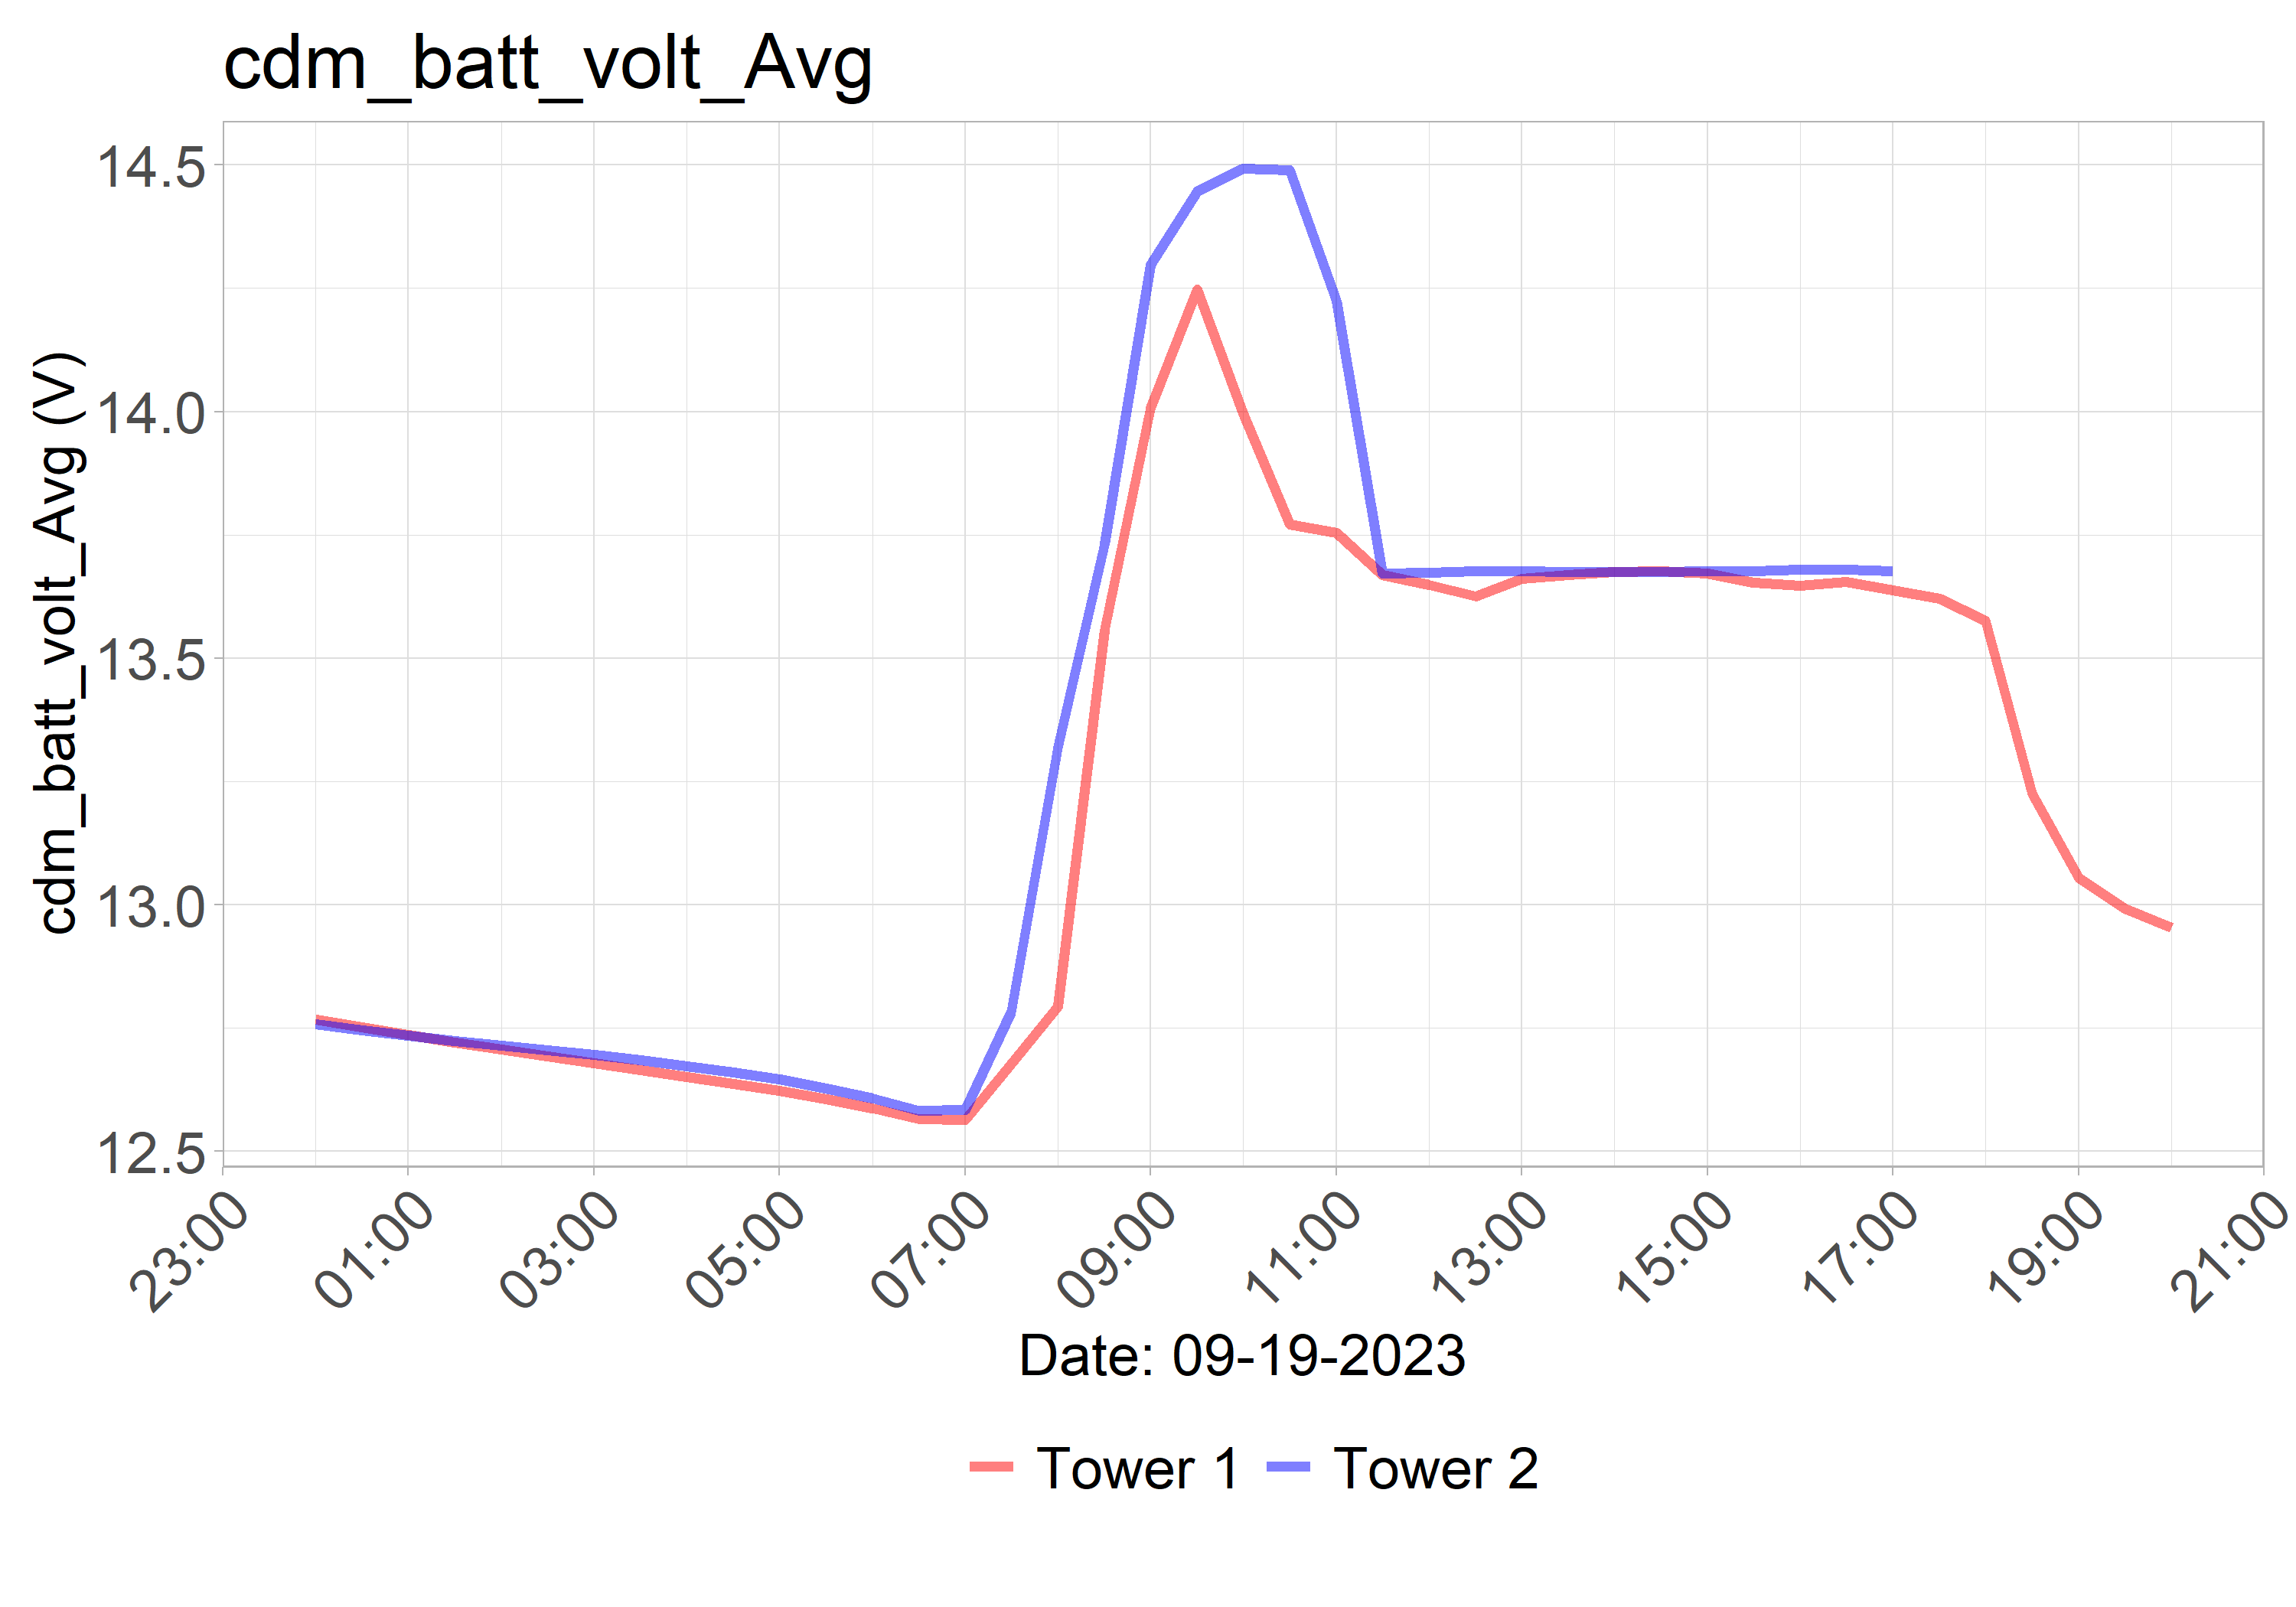 cdm_batt_volt_Avg
cdm_batt_volt_Avg (V)
14.5
14.0
13.5
13.0
12.5
23:00 01:00 03:00 05:00 07:00 09:00 11:00 13:00 15:00 17:00 19:00 21:00
Date: 09-19-2023
Tower 1 Tower 2